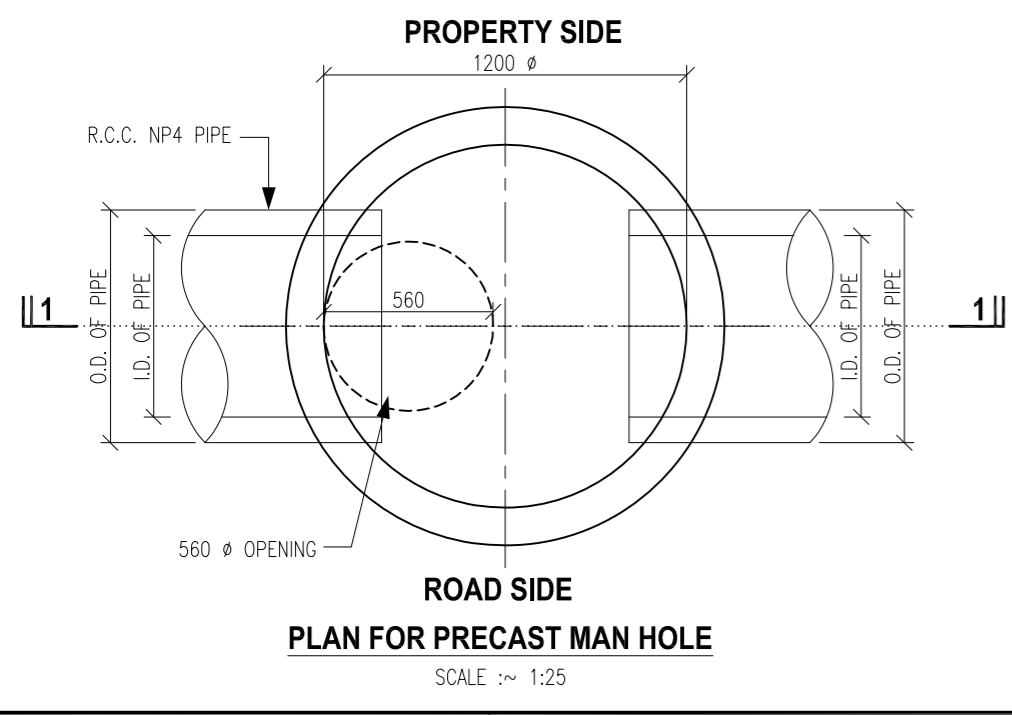 PROPERTY SIDE
1200 ø
R.C.C. NP4 PIPE
O.D. OF PIPE
I.D. OF PIPE
560
I.D. OF PIPE
O.D. OF PIPE
1
1
560 ø OPENING
ROAD SIDE
PLAN FOR PRECAST MAN HOLE
SCALE :~ 1:25